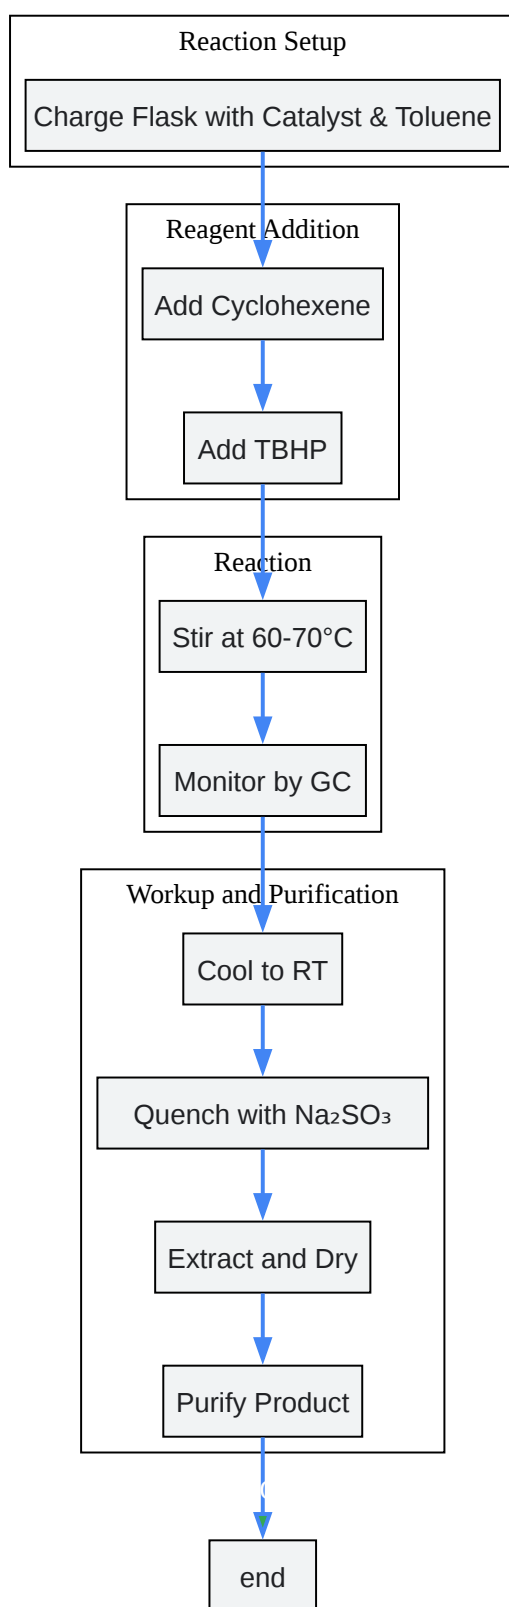 Reaction Setup
Charge Flask with Catalyst & Toluene
Reagent Addition
Add Cyclohexene
Add TBHP
Reaction
Stir at 60-70°C
Monitor by GC
Workup and Purification
Cool to RT
Quench with Na₂SO₃
Extract and Dry
Purify Product
end